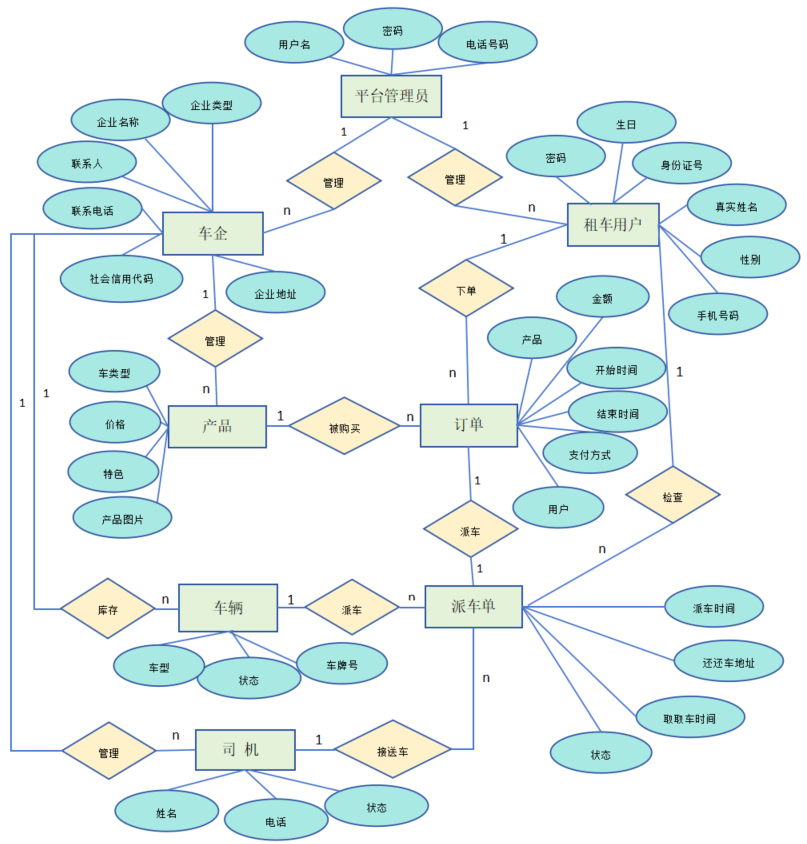 密码
用户名
电话号码
平台管理员
企业类型
企业名称
生日
1
1
密码
身份证号
联系人
管理
管理
真实姓名
联系电话
n
n
车企
租车用户
1
性别
社会信用代码
企业地址
下单
1
金额
手机号码
管理
产品
车类型
开始时间
1
n
n
1
1
价格
产品
1
被购买
n
订单
结束时间
支付方式
特色
1
检查
产品图片
用户
派车
n
1
库存
n
车辆
1
派车
n
派车单
派车时间
车型
状态
车牌号
还还车地址
n
取联车时间
管理
n
司 机
1
接送车
状态
姓名
电话
状态